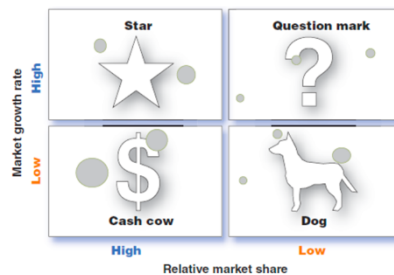 Star
Question mark
Market growth rate
High
Low
$
?
Cash cow
Dog
High
Low
Relative market share